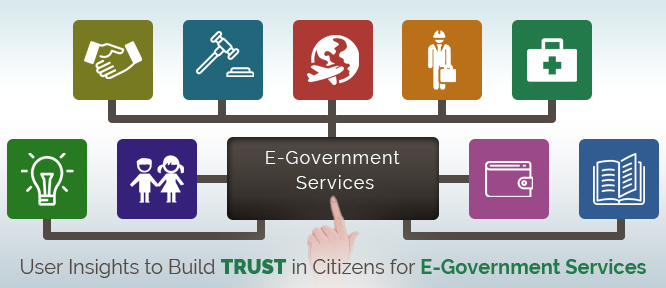 E-Government
Services
User Insights to Build TRUST in Citizens for E-Government Services